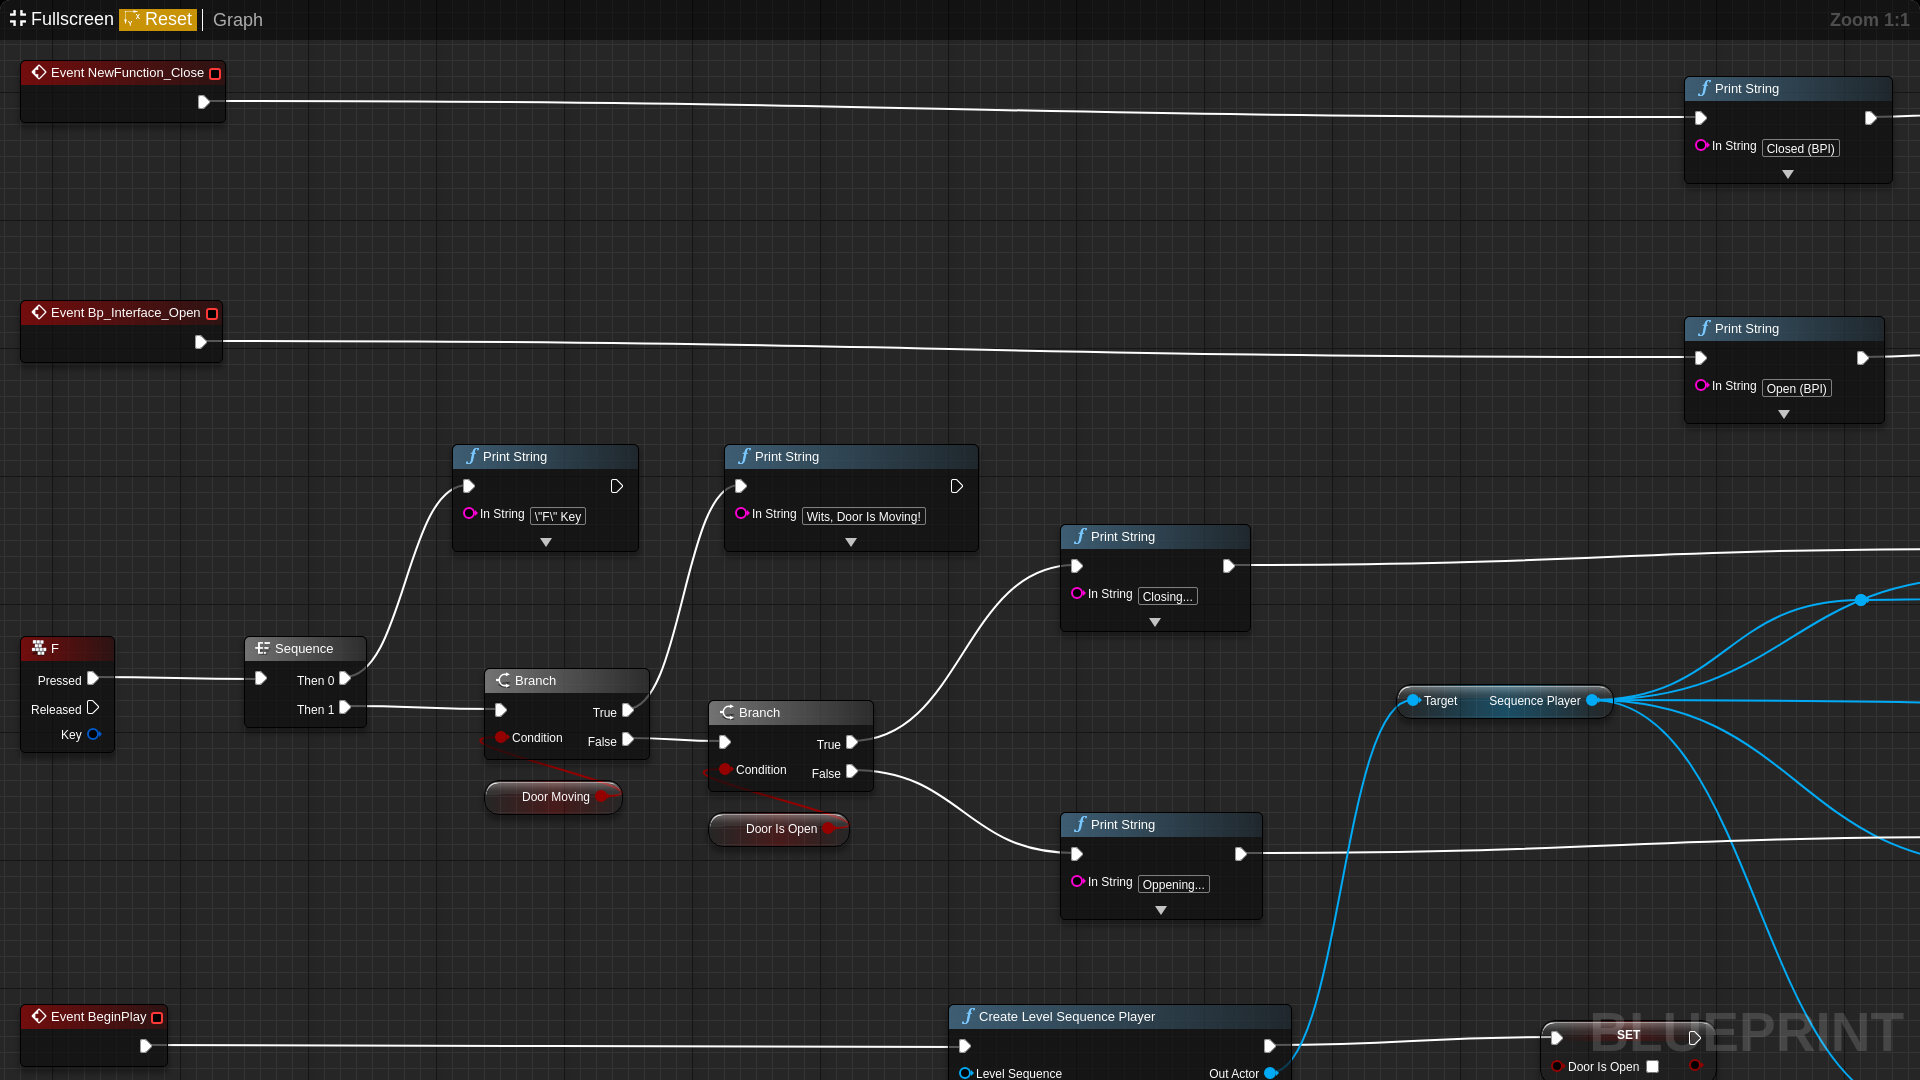 Fullscreen Reset Graph
Zoom 1:1
Event NewFunction_Close
Print String
In String Closed (BPI)
Event Bp_Interface_Open
Print String
In String Open (BPI)
Print String
In String \"F\" Key
Print String
In String Wits, Door Is Moving!
Print String
In String Closing...
F
Pressed
Released
Key
Sequence
Then 0
Then 1
Branch
True
Condition False
Door Moving
Branch
True
Condition False
Door Is Open
Target Sequence Player
Print String
In String Oppening...
Event BeginPlay
Create Level Sequence Player
Level Sequence Out Actor
SET
Door Is Open
BLUEPRINT